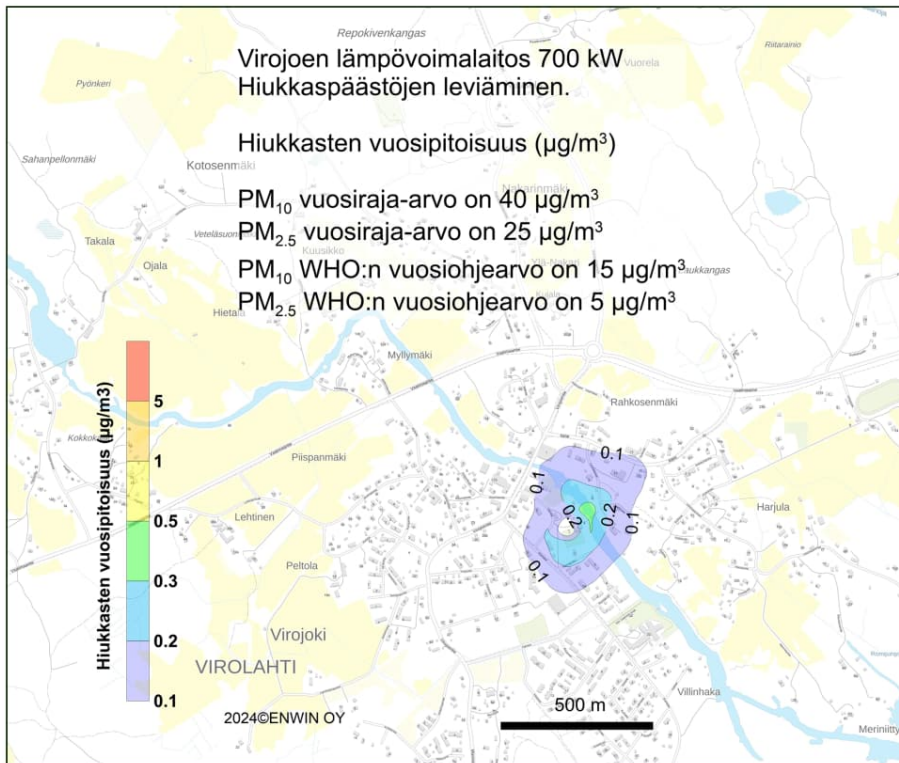 Repokivenkangas
Riitarainio
Virojoen lämpövoimalaitos 700 kW
Vuorela
Hiukkaspäästöjen leviäminen.
Pyönkeri
Hiukkasten vuosipitoisuus (µg/m³)
Sahanpellonmäki
Kotosenmäki
Nakarinmäki
PM₁₀ vuosiraja-arvo on 40 µg/m³
PM₂.₅ vuosiraja-arvo on 25 µg/m³
Takala
Kuusikko
Ylä-Nakari
Ojala
PM₁₀ WHO:n vuosiohjearvo on 15 µg/m³
PM₂.₅ WHO:n vuosiohjearvo on 5 µg/m³
Hietala
Myllymäki
Rahkosenmäki
Hiukkasten vuosipitoisuus (µg/m3)
5
1
0.5
0.3
0.2
0.1
Piispanmäki
0.1
0.1
0.2
0.2
0.1
0.1
Lehtinen
Harjula
Peltola
Virojoki
VIROLAHTI
Villinhaka
500 m
2024©ENWIN OY
Meriniitty